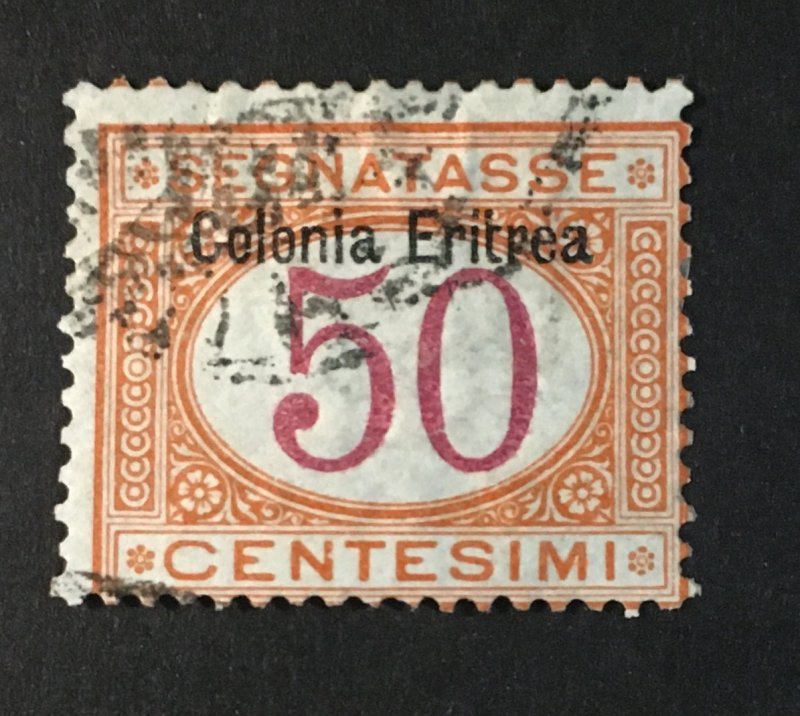 SEGNATASSE
Colonia Eritrea
50
CENTESIMI